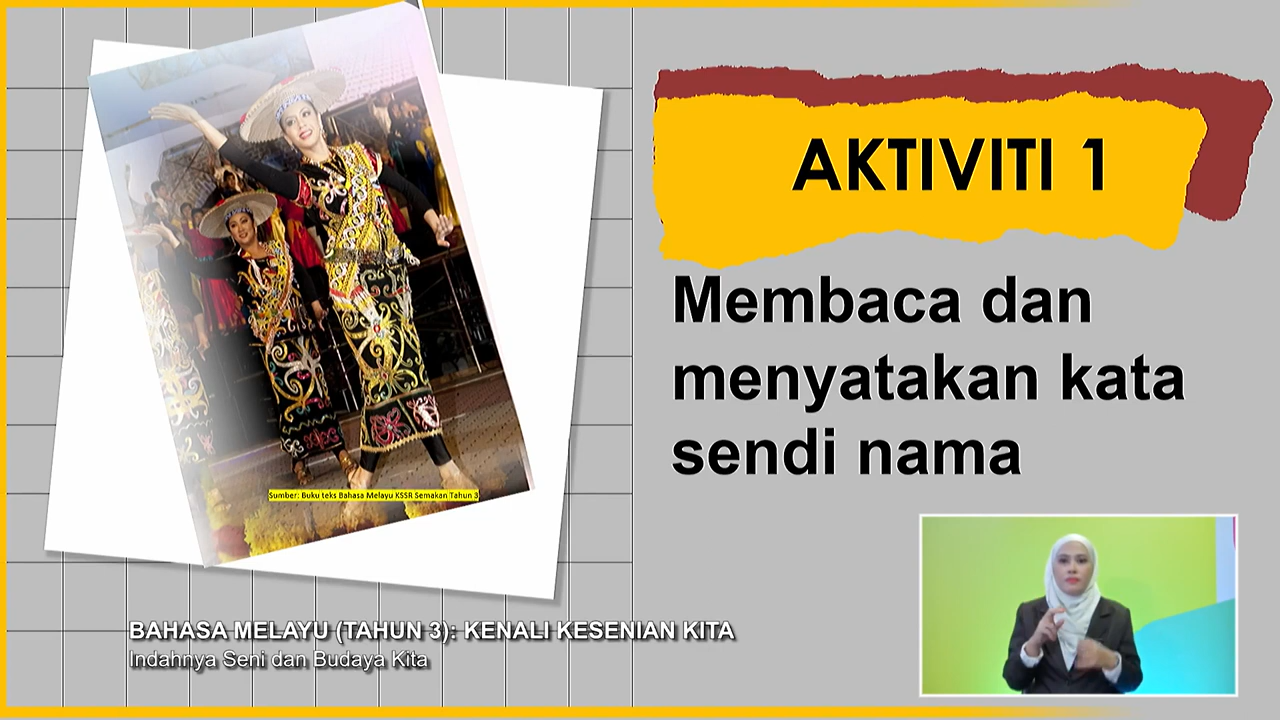 AKTIVITI 1
Membaca dan
menyatakan kata
sendi nama
Sumber: Buku teks Bahasa Melayu KSSR Semakan Tahun 3
BAHASA MELAYU (TAHUN 3): KENALI KESENIAN KITA
Indahnya Seni dan Budaya Kita